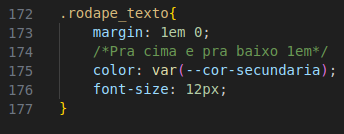 172 .rodape_texto{
173 margin: 1em 0;
174 /*Pra cima e pra baixo 1em*/
175 color: var(--cor-secundaria);
176 font-size: 12px;
177 }